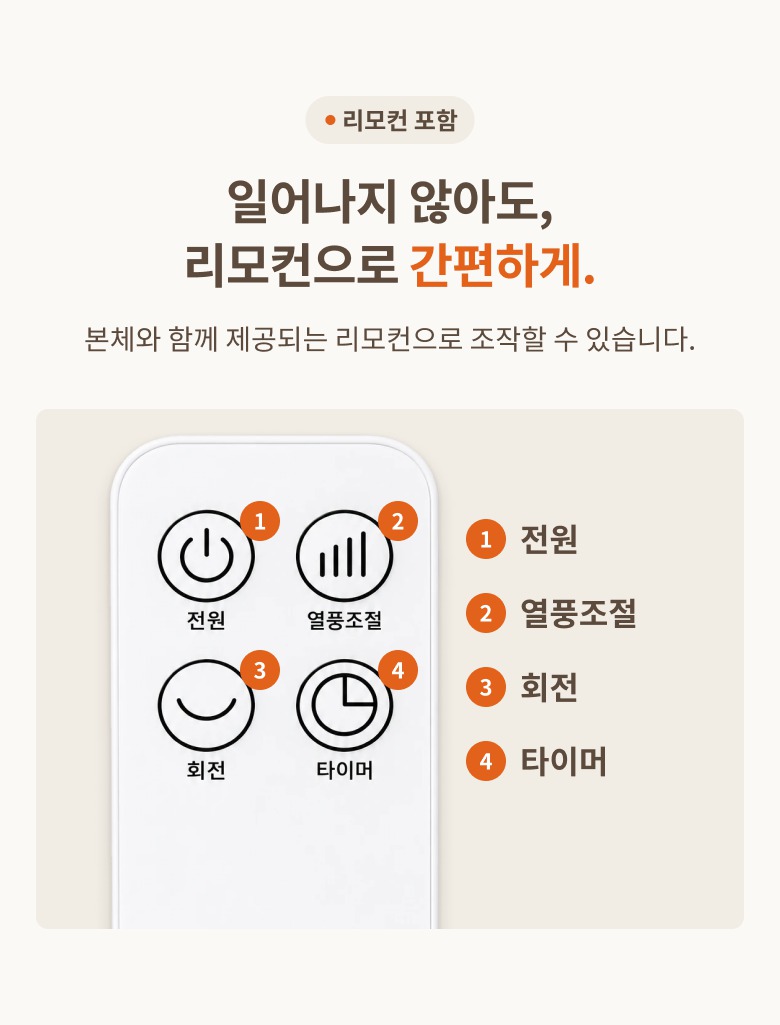 리모컨 포함
일어나지 않아도,
리모컨으로 간편하게.
본체와 함께 제공되는 리모컨으로 조작할 수 있습니다.
1 2
전원 열풍조절
3 4
회전 타이머
1 전원
2 열풍조절
3 회전
4 타이머